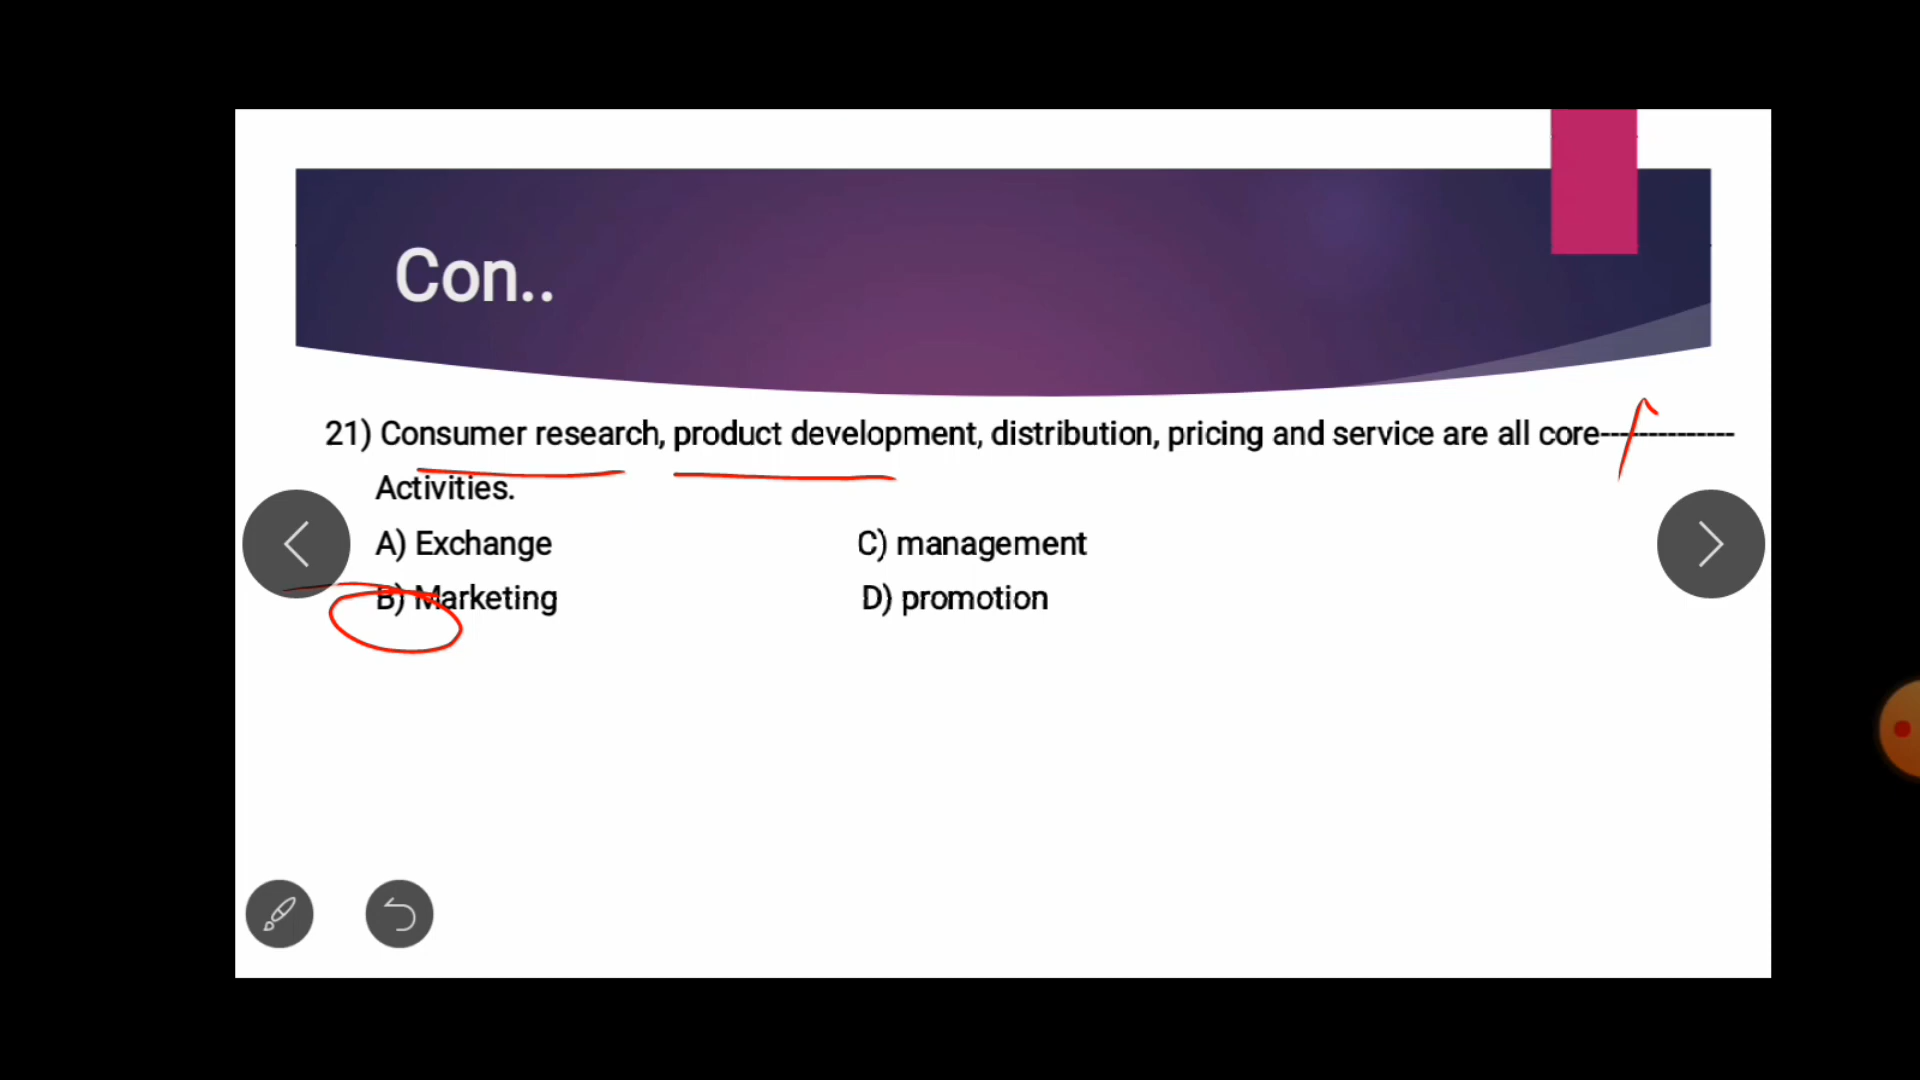 Con..
21) Consumer research, product development, distribution, pricing and service are all core--------------
Activities.
A) Exchange C) management
B) Marketing D) promotion